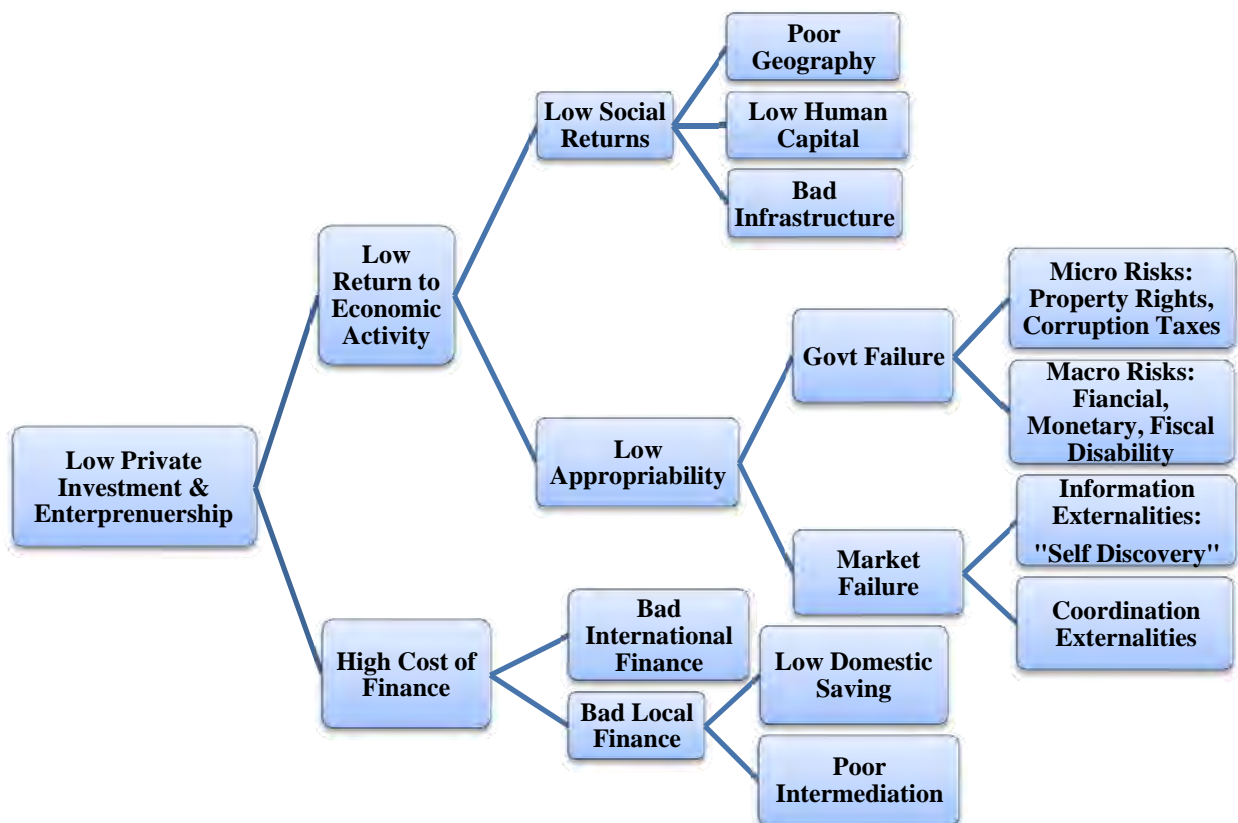 Poor
Geography
Low Social
Returns
Low Human
Capital
Bad
Infrastructure
Low
Return to
Economic
Activity
Micro Risks:
Property Rights,
Corruption Taxes
Govt Failure
Macro Risks:
Fiancial,
Monetary, Fiscal
Disability
Low
Appropriability
Low Private
Investment &
Enterprenuership
Information
Externalities:
"Self Discovery"
Market
Failure
Coordination
Externalities
Bad
International
Finance
High Cost of
Finance
Low Domestic
Saving
Bad Local
Finance
Poor
Intermediation